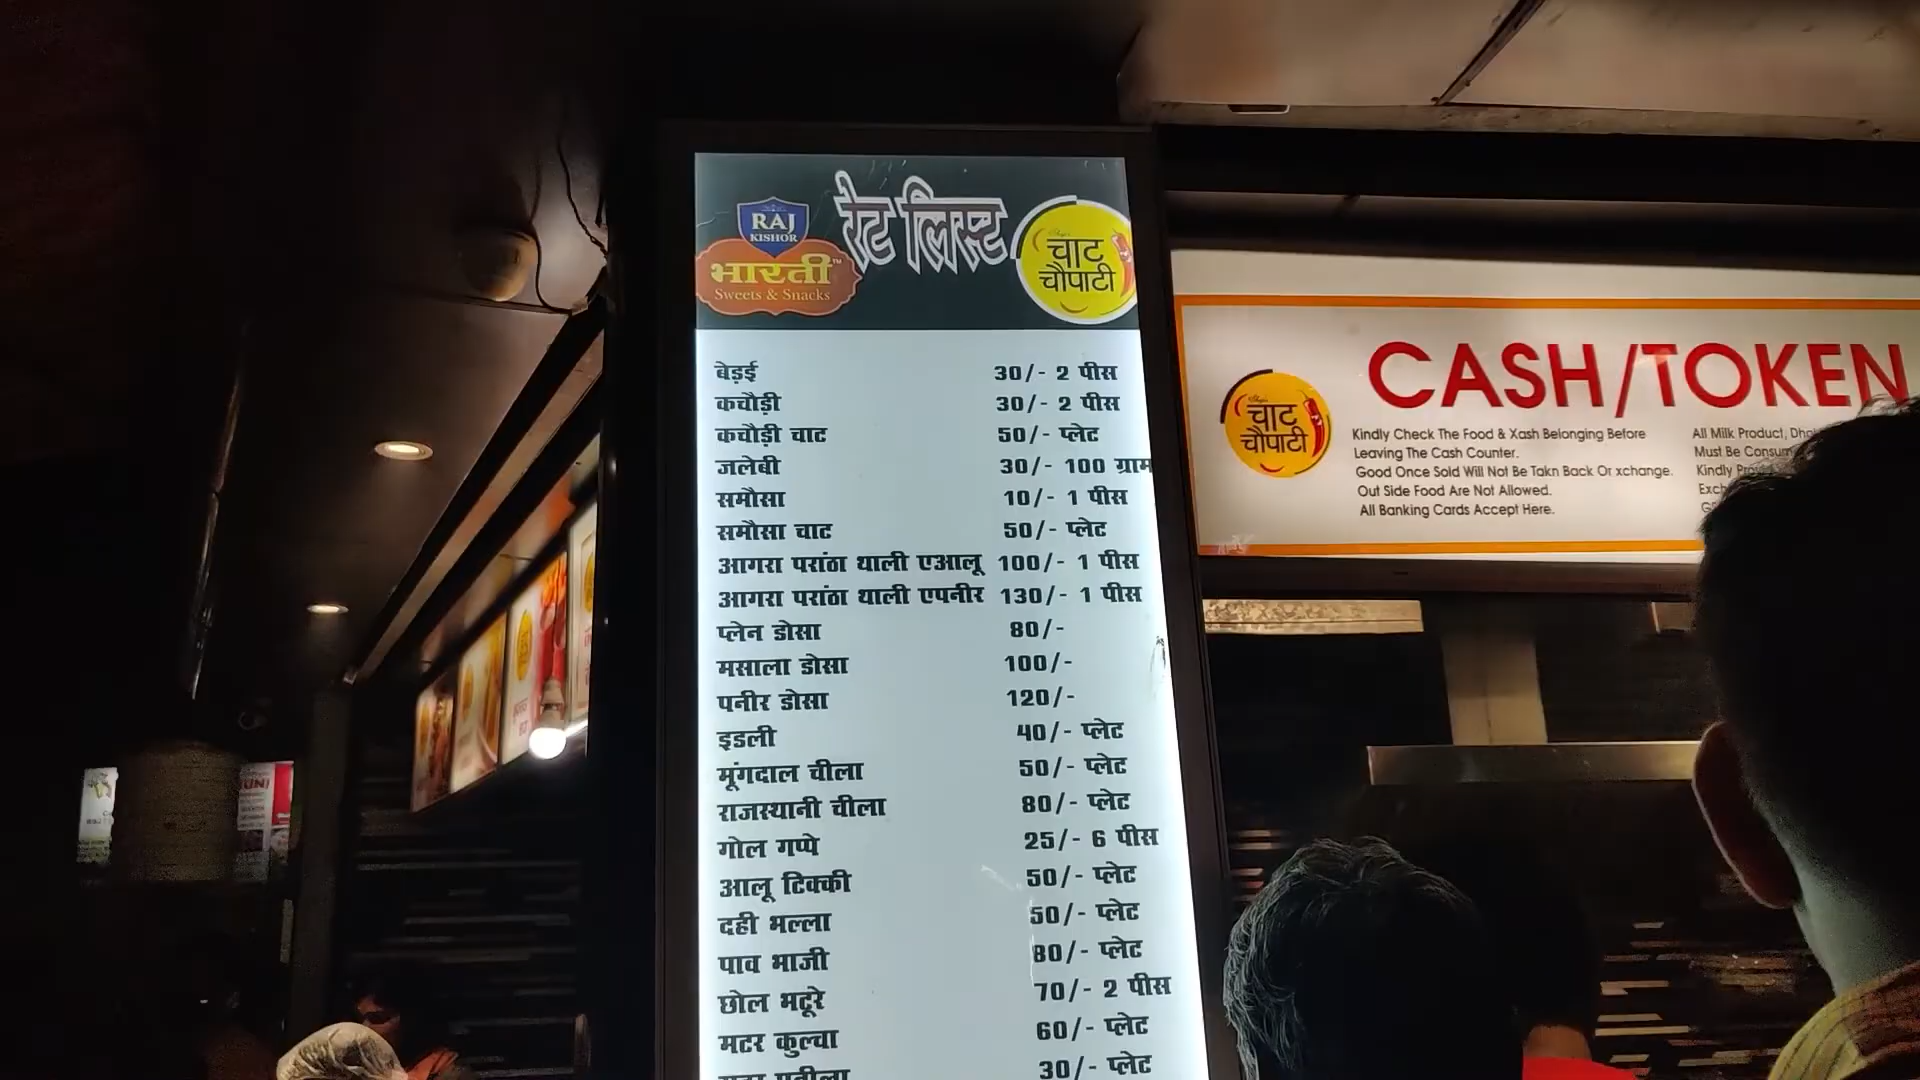 RAJ
KISHOR
भारती™
Sweets & Snacks
रेट लिस्ट
चाट
चौपाटी
बेड़ई 30/- 2 पीस
कचौड़ी 30/- 2 पीस
कचौड़ी चाट 50/- प्लेट
जलेबी 30/- 100 ग्राम
समौसा 10/- 1 पीस
समौसा चाट 50/- प्लेट
आगरा परांठा थाली एआलू 100/- 1 पीस
आगरा परांठा थाली एपनीर 130/- 1 पीस
प्लेन डोसा 80/-
मसाला डोसा 100/-
पनीर डोसा 120/-
इडली 40/- प्लेट
मूंगदाल चीला 50/- प्लेट
राजस्थानी चीला 80/- प्लेट
गोल गप्पे 25/- 6 पीस
आलू टिक्की 50/- प्लेट
दही भल्ला 50/- प्लेट
पाव भाजी 80/- प्लेट
छोल भटूरे 70/- 2 पीस
मटर कुल्चा 60/- प्लेट
30/- प्लेट
चाट
चौपाटी
CASH/TOKEN
Kindly Check The Food & Xash Belonging Before
Leaving The Cash Counter.
Good Once Sold Will Not Be Takn Back Or xchange.
Out Side Food Are Not Allowed.
All Banking Cards Accept Here.
All Milk Product,
Must Be
Kindly